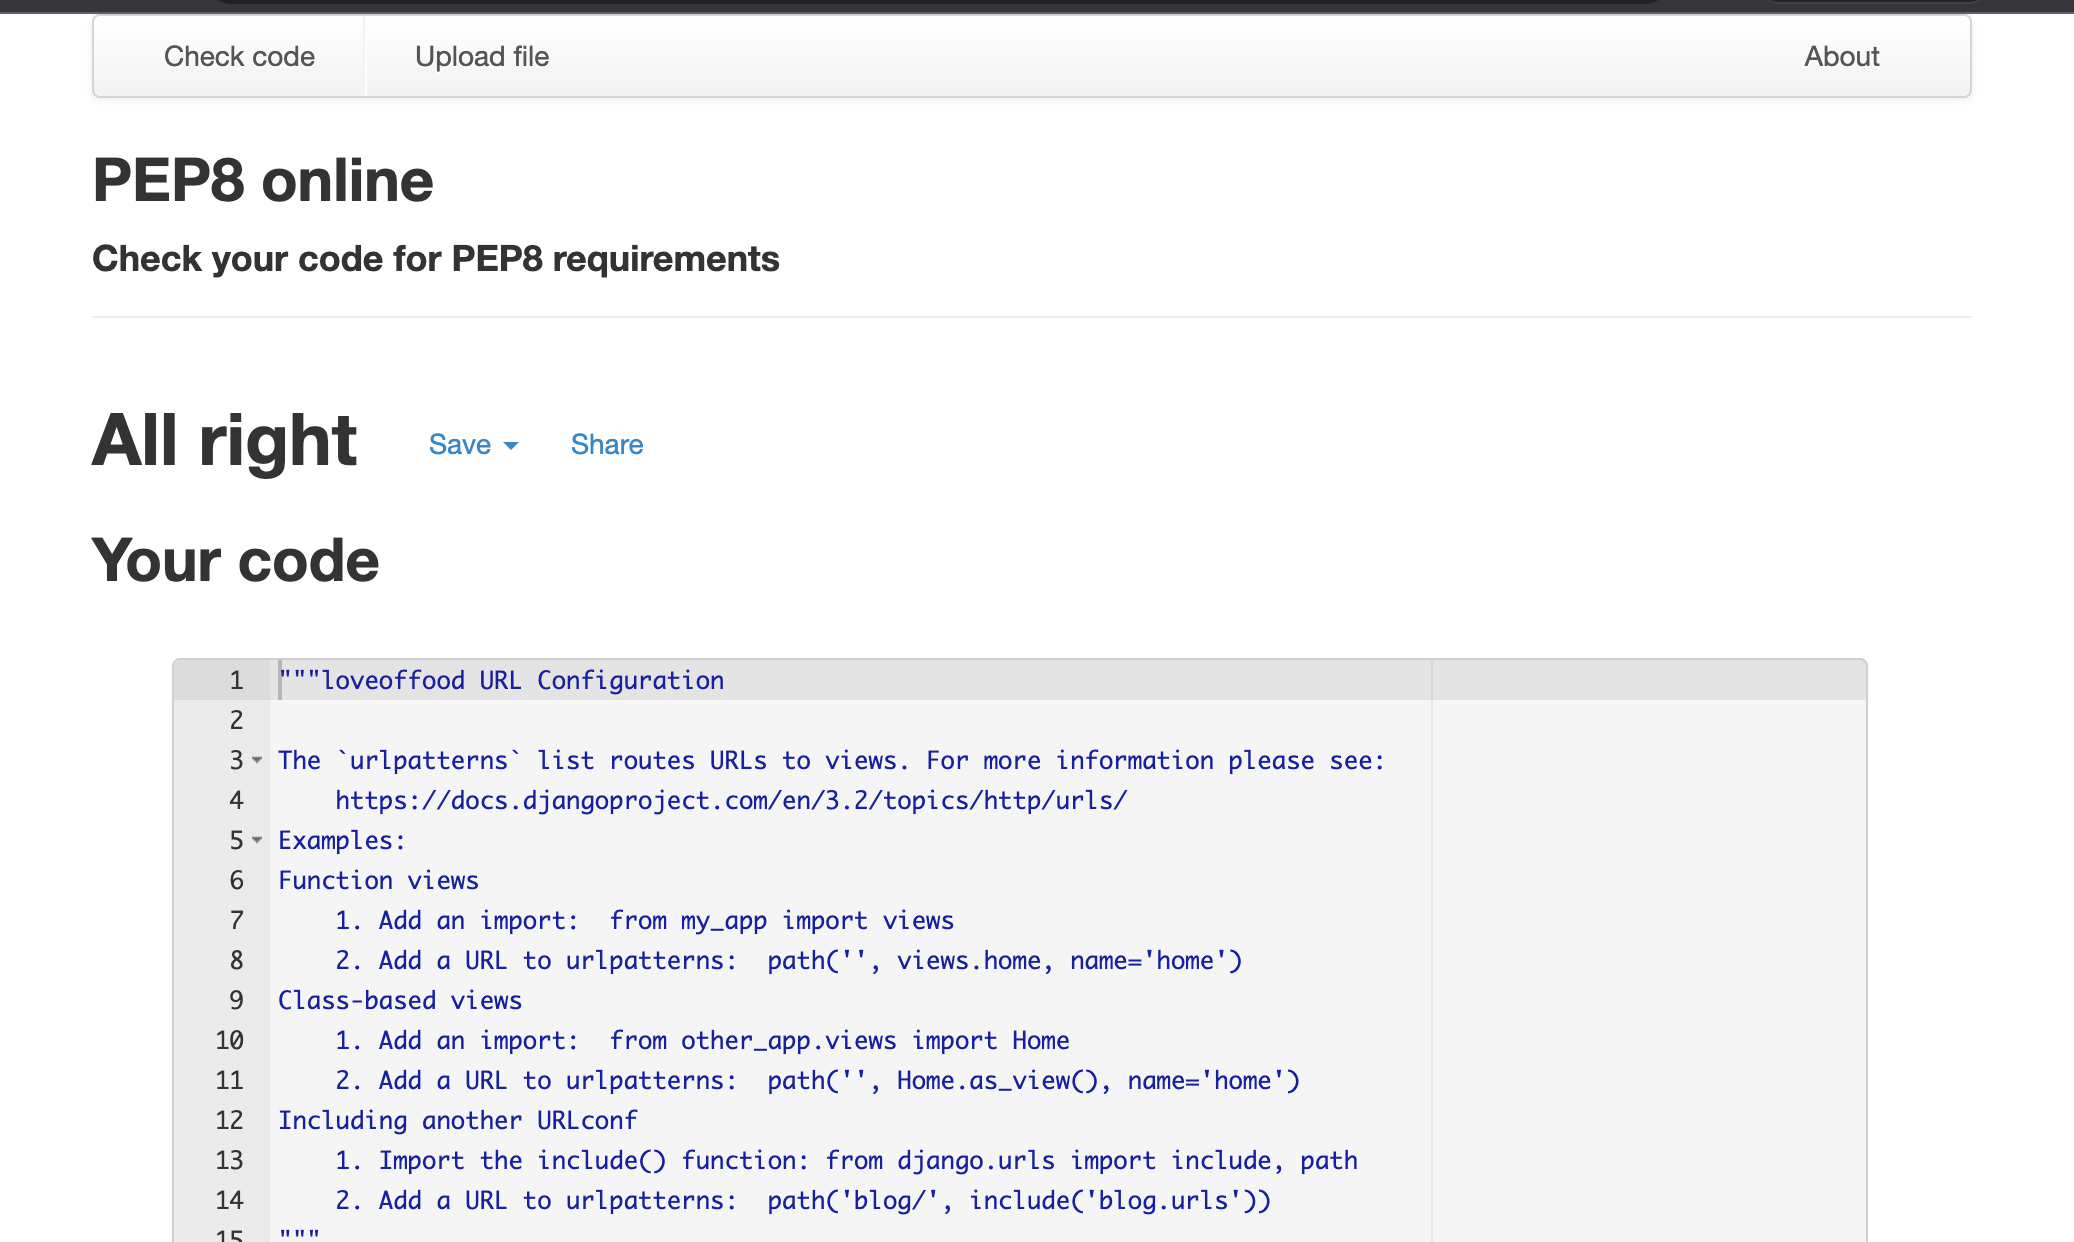 Check code
Upload file
About
PEP8 online
Check your code for PEP8 requirements
All right
Save
Share
Your code
1 """loveoffood URL Configuration
2
3 The `urlpatterns` list routes URLs to views. For more information please see:
4     https://docs.djangoproject.com/en/3.2/topics/http/urls/
5 Examples:
6 Function views
7     1. Add an import:  from my_app import views
8     2. Add a URL to urlpatterns:  path('', views.home, name='home')
9 Class-based views
10     1. Add an import:  from other_app.views import Home
11     2. Add a URL to urlpatterns:  path('', Home.as_view(), name='home')
12 Including another URLconf
13     1. Import the include() function: from django.urls import include, path
14     2. Add a URL to urlpatterns:  path('blog/', include('blog.urls'))
15 """